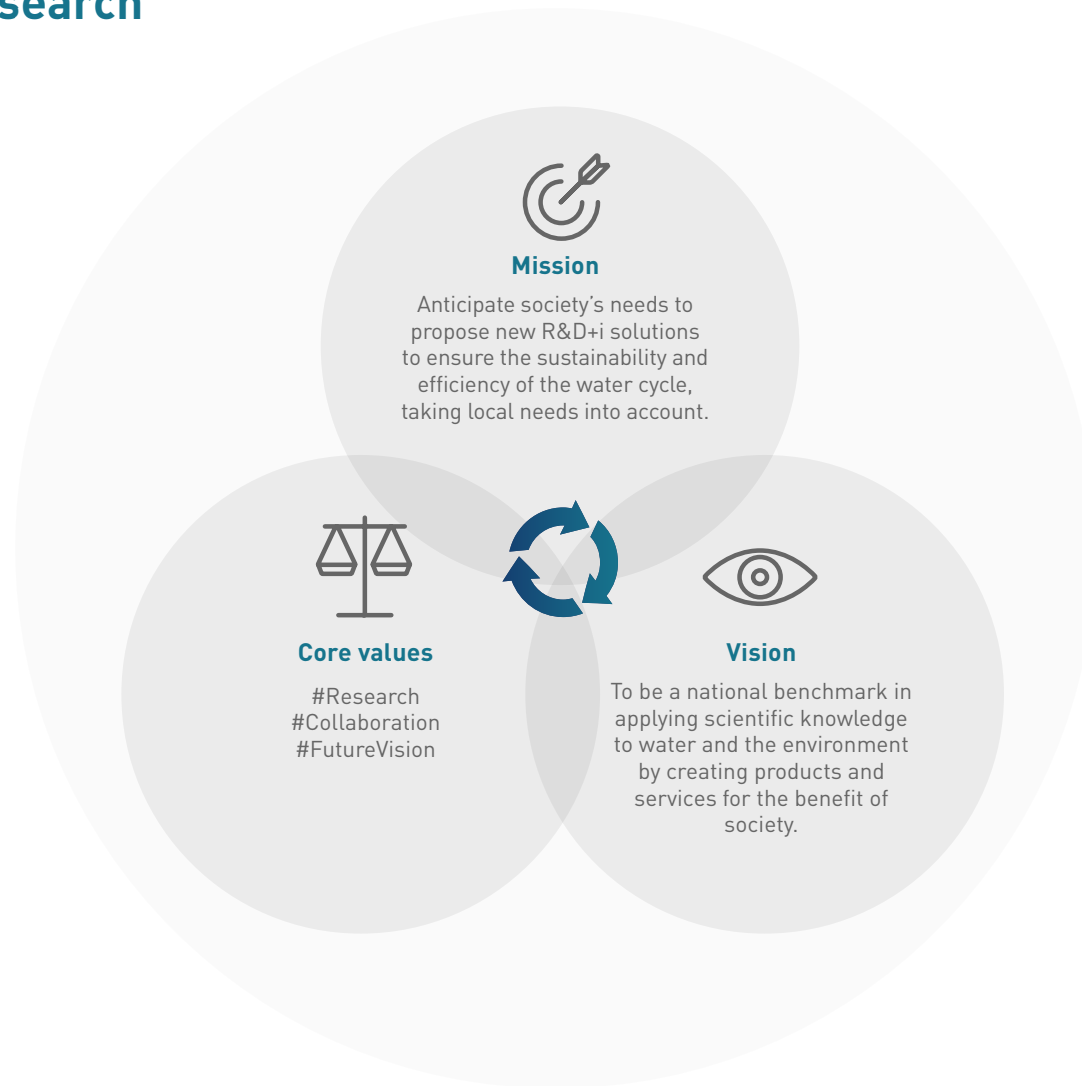 search
Mission
Anticipate society’s needs to
propose new R&D+i solutions
to ensure the sustainability and
efficiency of the water cycle,
taking local needs into account.
Core values
#Research
#Collaboration
#FutureVision
Vision
To be a national benchmark in
applying scientific knowledge
to water and the environment
by creating products and
services for the benefit of
society.